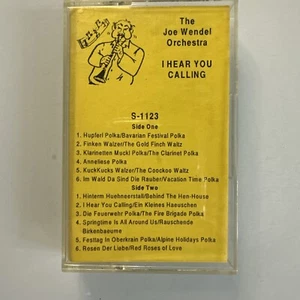 The
Joe Wendel
Orchestra
I HEAR YOU
CALLING
S-1123
Side One
1. Hupferl Polka/Bavarian Festival Polka
2. Finken Walzer/The Gold Finch Waltz
3. Klarinetten Muckl Polka/The Clarinet Polka
4. Anneliese Polka
5. KuckKucks Walzer/The Coockoo Waltz
6. Im Wald Da Sind Die Rauber/Vacation Time Polka
Side Two
1. Hinterm Huehnerstall/Behind The Hen-House
2. I Hear You Calling/Ein Kleines Haeuschen
3. Die Feuerwehr Polka/The Fire Brigade Polka
4. Springtime Is All Around Us/Rauschende
Birkenbaeume
5. Festtag In Oberkrain Polka/Alpine Holidays Polka
6. Rosen Der Liebe/Red Roses of Love